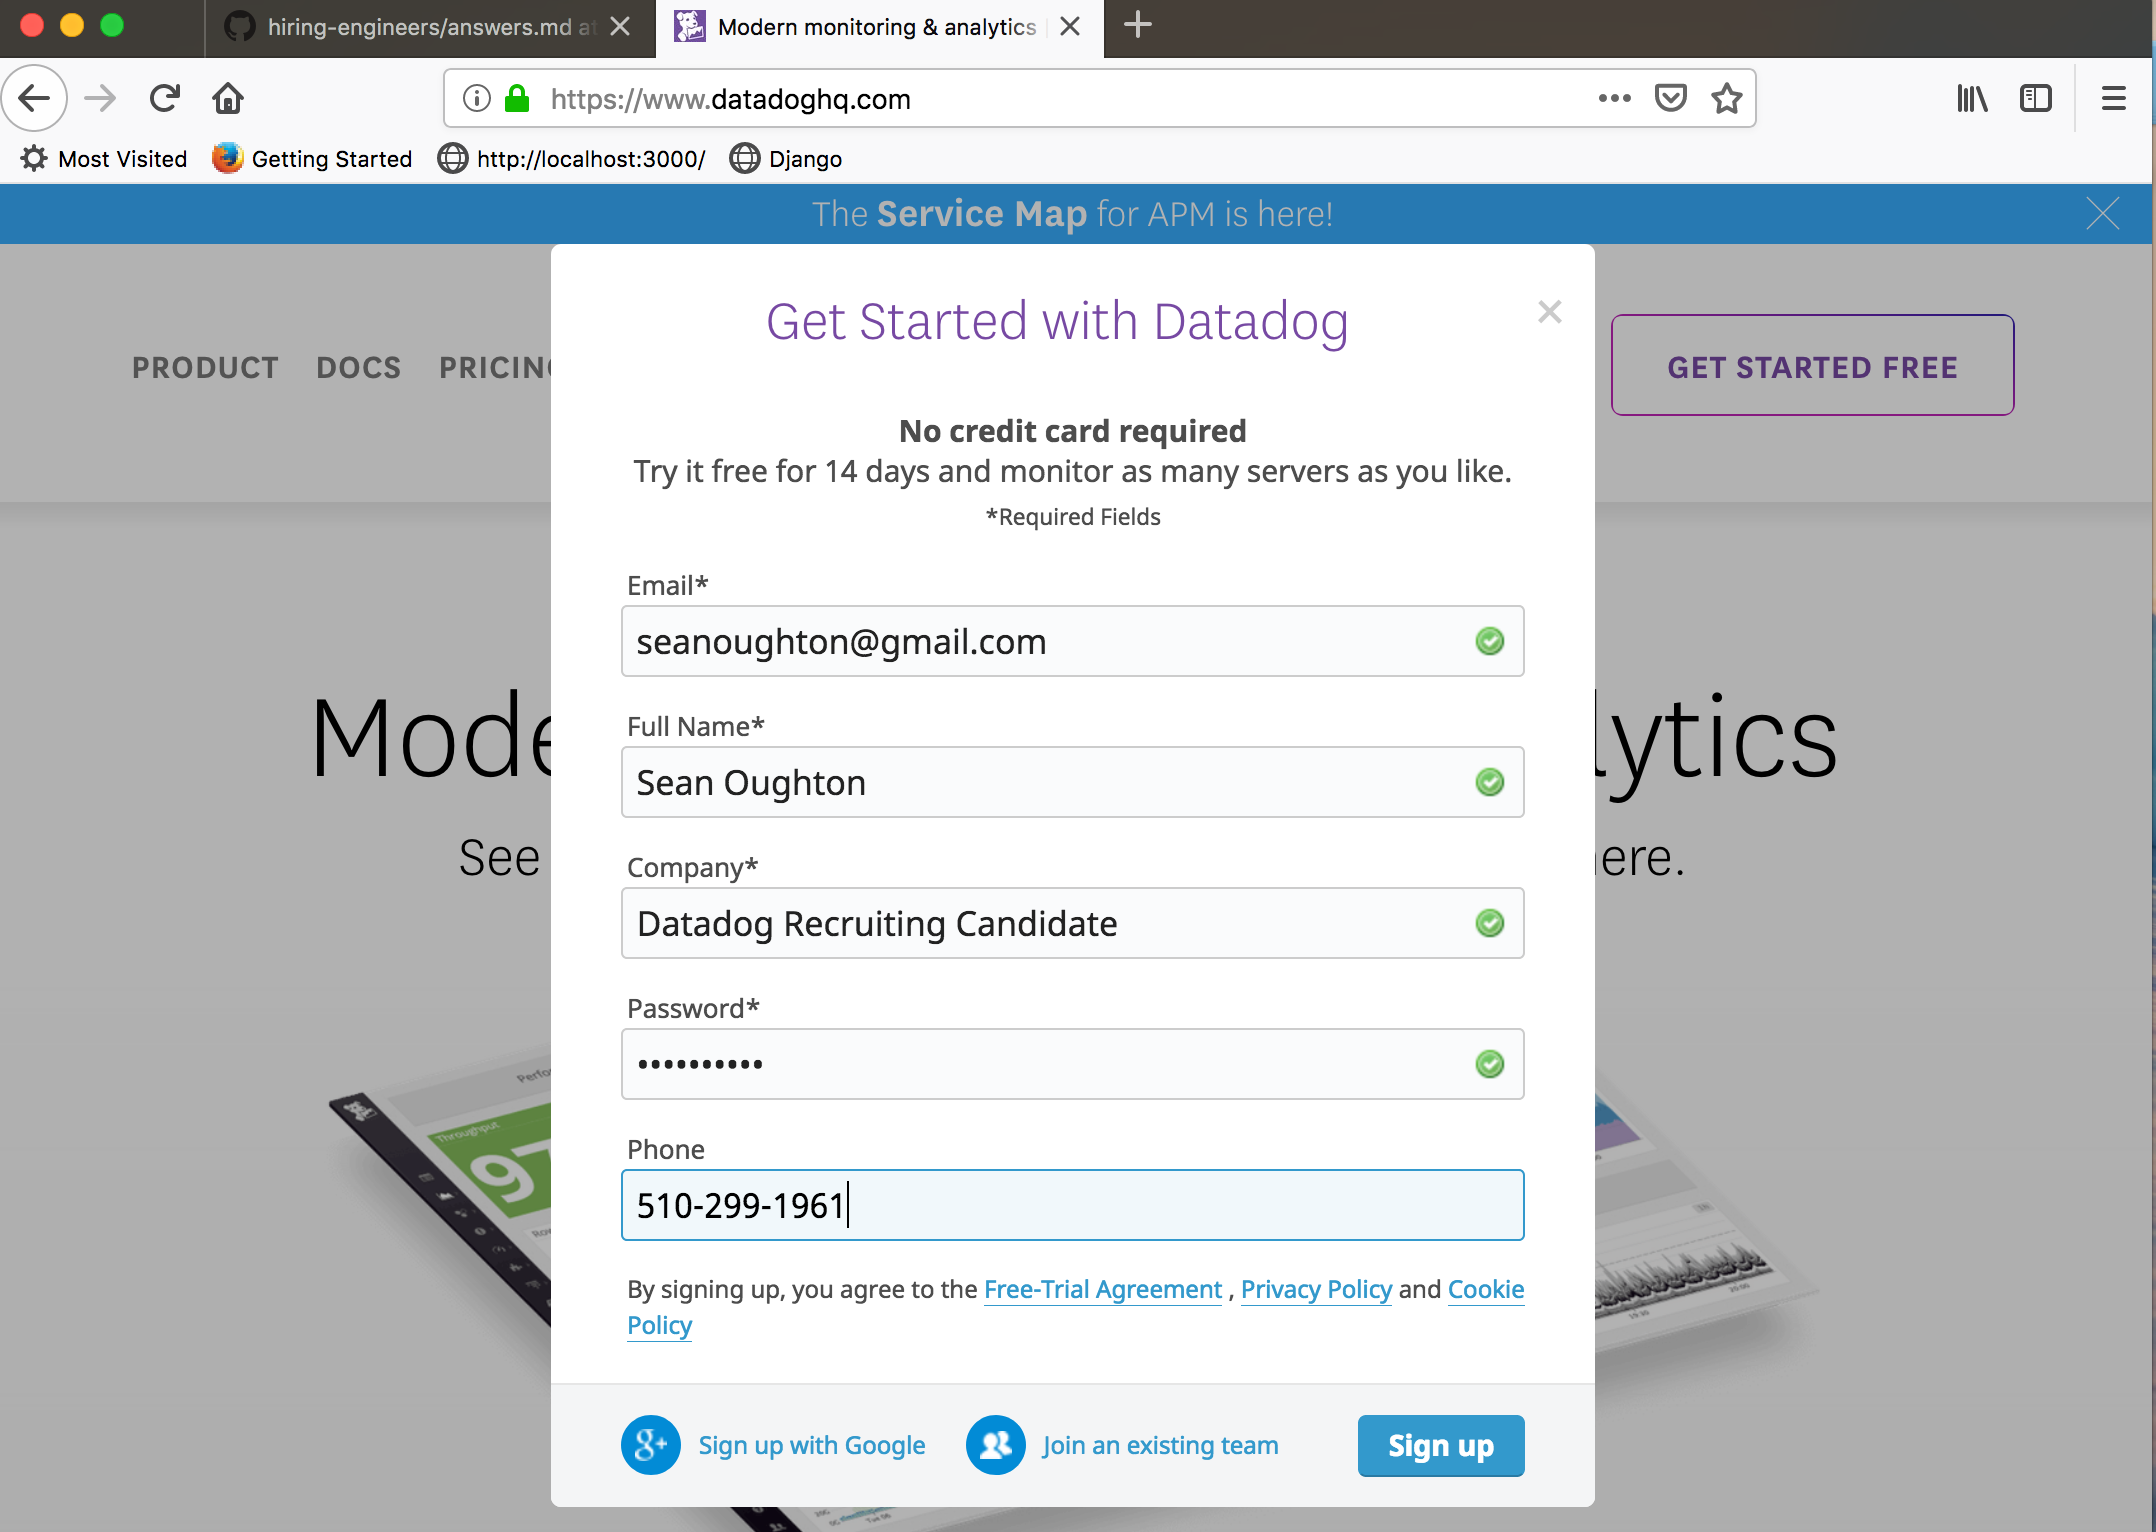 hiring-engineers/answers.md at
Modern monitoring & analytics
https://www.datadoghq.com
Most Visited
Getting Started
http://localhost:3000/
Django
The Service Map for APM is here!
Get Started with Datadog
PRODUCT
DOCS
PRICING
GET STARTED FREE
No credit card required
Try it free for 14 days and monitor as many servers as you like.
*Required Fields
Email*
seanoughton@gmail.com
Full Name*
Sean Oughton
Company*
Datadog Recruiting Candidate
Password*
••••••••••
Phone
510-299-1961
By signing up, you agree to the Free-Trial Agreement , Privacy Policy and Cookie
Policy
Mode
lytics
See
ere.
Perfo
Throughput
97
g+
Sign up with Google
Join an existing team
Sign up